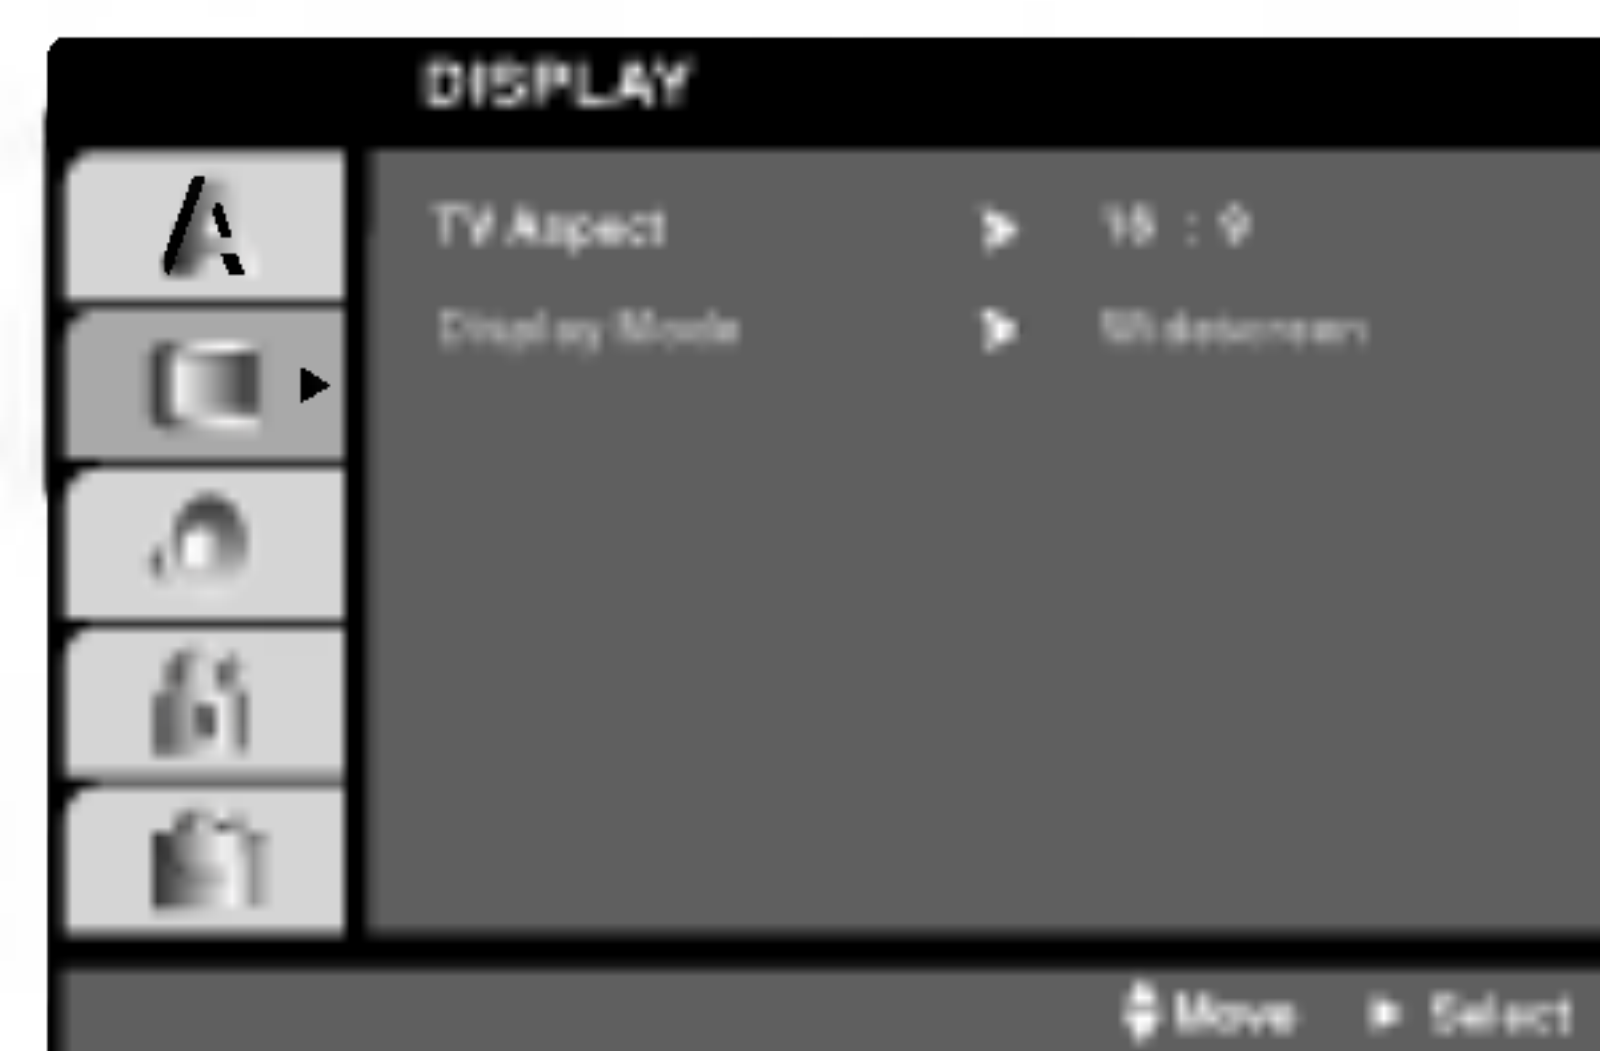 DISPLAY
A
TV Aspect 16 : 9
Display Mode Widescreen
Move Select